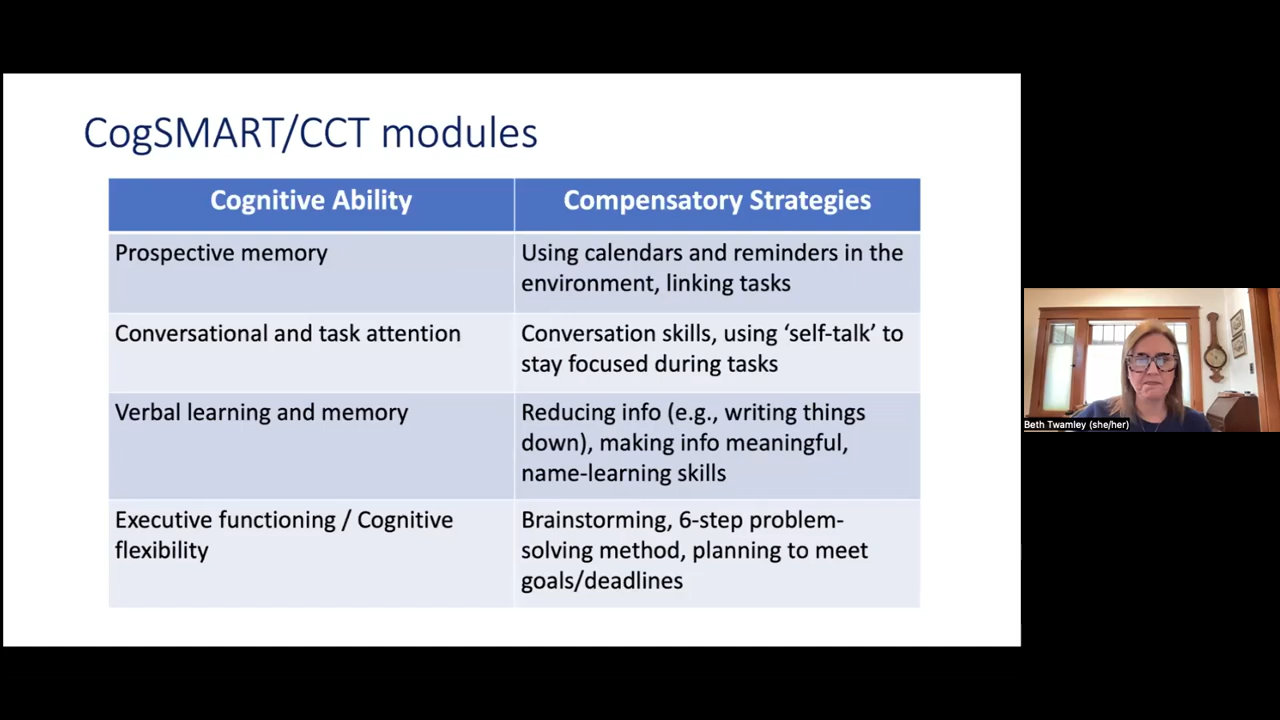 CogSMART/CCT modules
Cognitive Ability
Compensatory Strategies
Prospective memory
Using calendars and reminders in the
environment, linking tasks
Conversational and task attention
Conversation skills, using ‘self-talk’ to
stay focused during tasks
Verbal learning and memory
Reducing info (e.g., writing things
down), making info meaningful,
name-learning skills
Executive functioning / Cognitive
flexibility
Brainstorming, 6-step problem-
solving method, planning to meet
goals/deadlines
Beth Twamley (she/her)